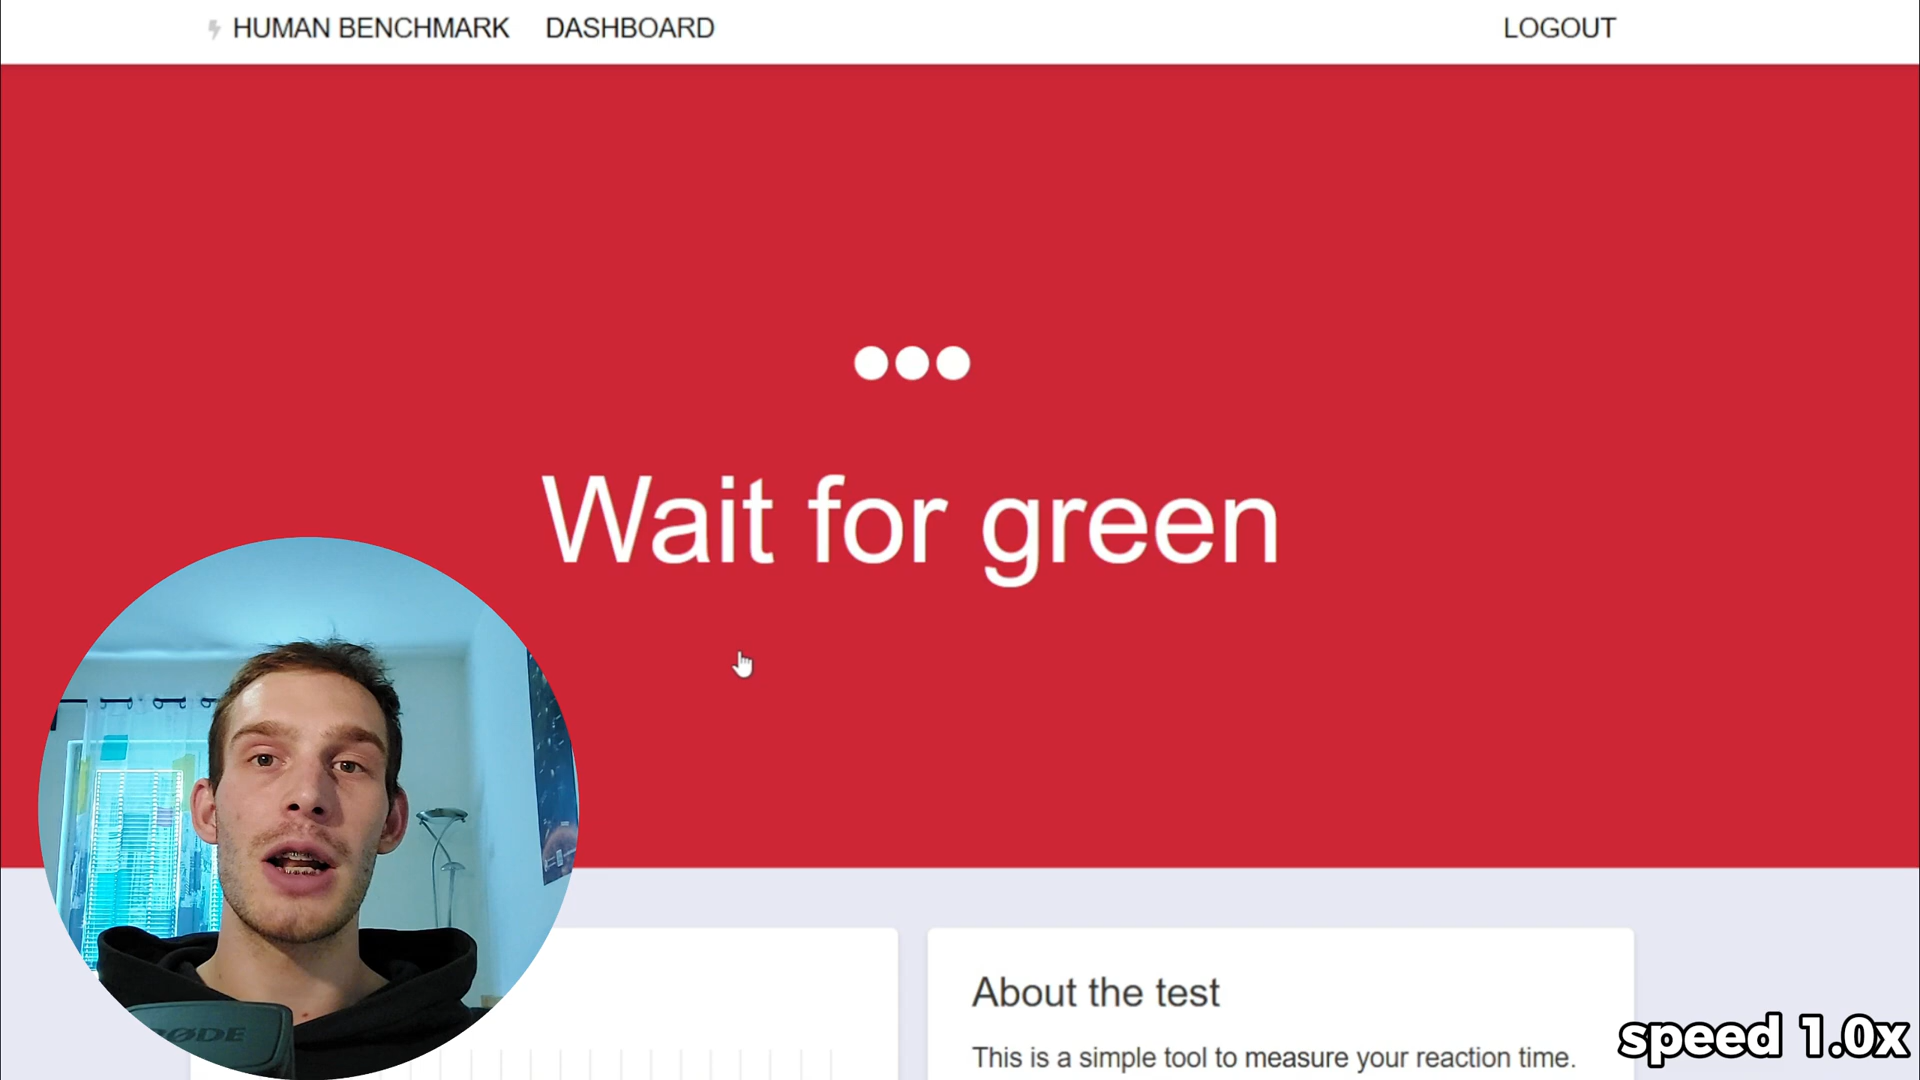 HUMAN BENCHMARK DASHBOARD LOGOUT
Wait for green
About the test
This is a simple tool to measure your reaction time.
speed 1.0x
RØDE